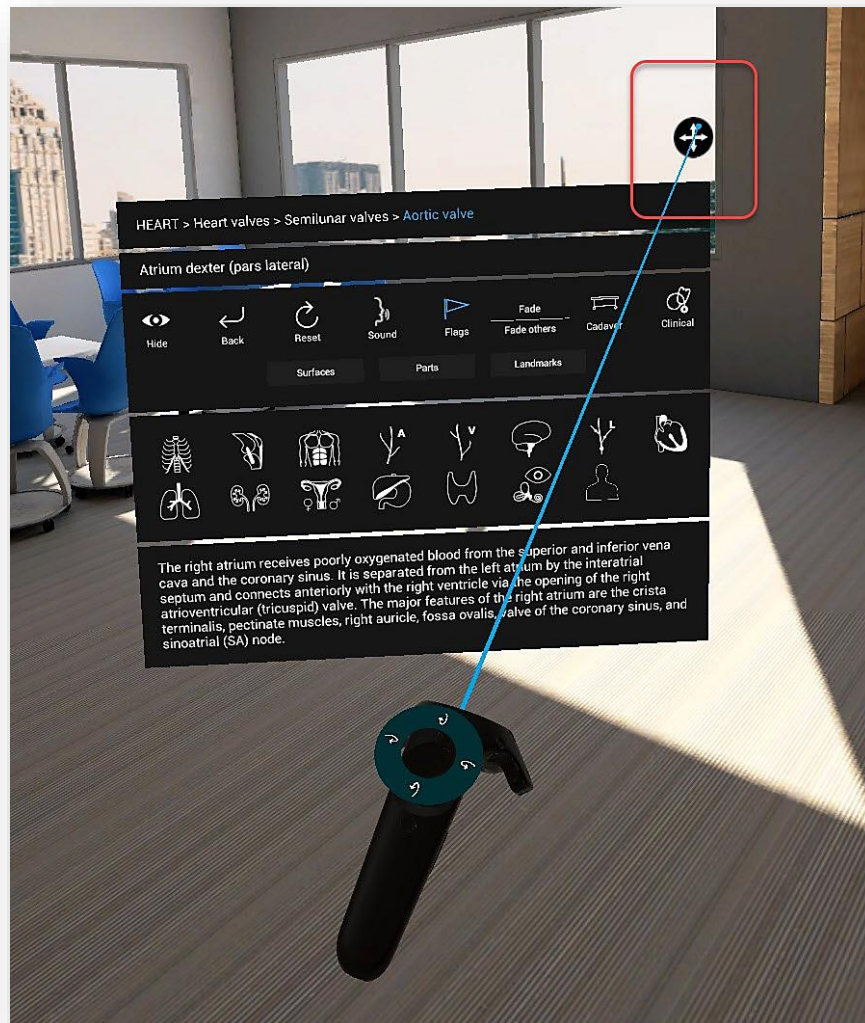 HEART > Heart valves > Semilunar valves > Aortic valve
Atrium dexter (pars lateral)
Hide
Back
Reset
Sound
Flags
Fade
Fade others
Cadaver
Clinical
Surfaces
Parts
Landmarks
A
V
L
The right atrium receives poorly oxygenated blood from the superior and inferior vena
cava and the coronary sinus. It is separated from the left atrium by the interatrial
septum and connects anteriorly with the right ventricle via the opening of the right
atrioventricular (tricuspid) valve. The major features of the right atrium are the crista
terminalis, pectinate muscles, right auricle, fossa ovalis, valve of the coronary sinus, and
sinoatrial (SA) node.